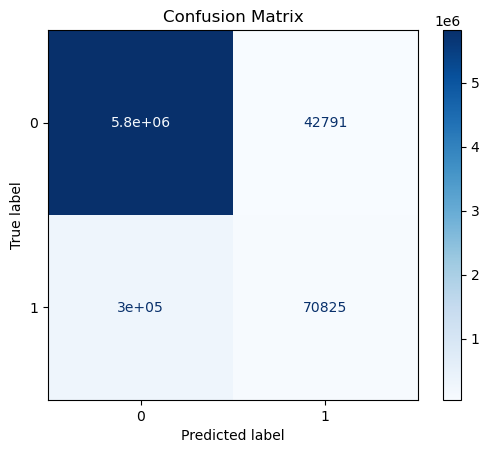 Confusion Matrix
1e6
0
5.8e+06
42791
1
3e+05
70825
0
1
True label
Predicted label
5
4
3
2
1